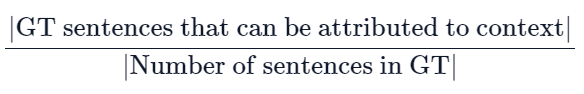 |GT sentences that can be attributed to context|
|Number of sentences in GT|